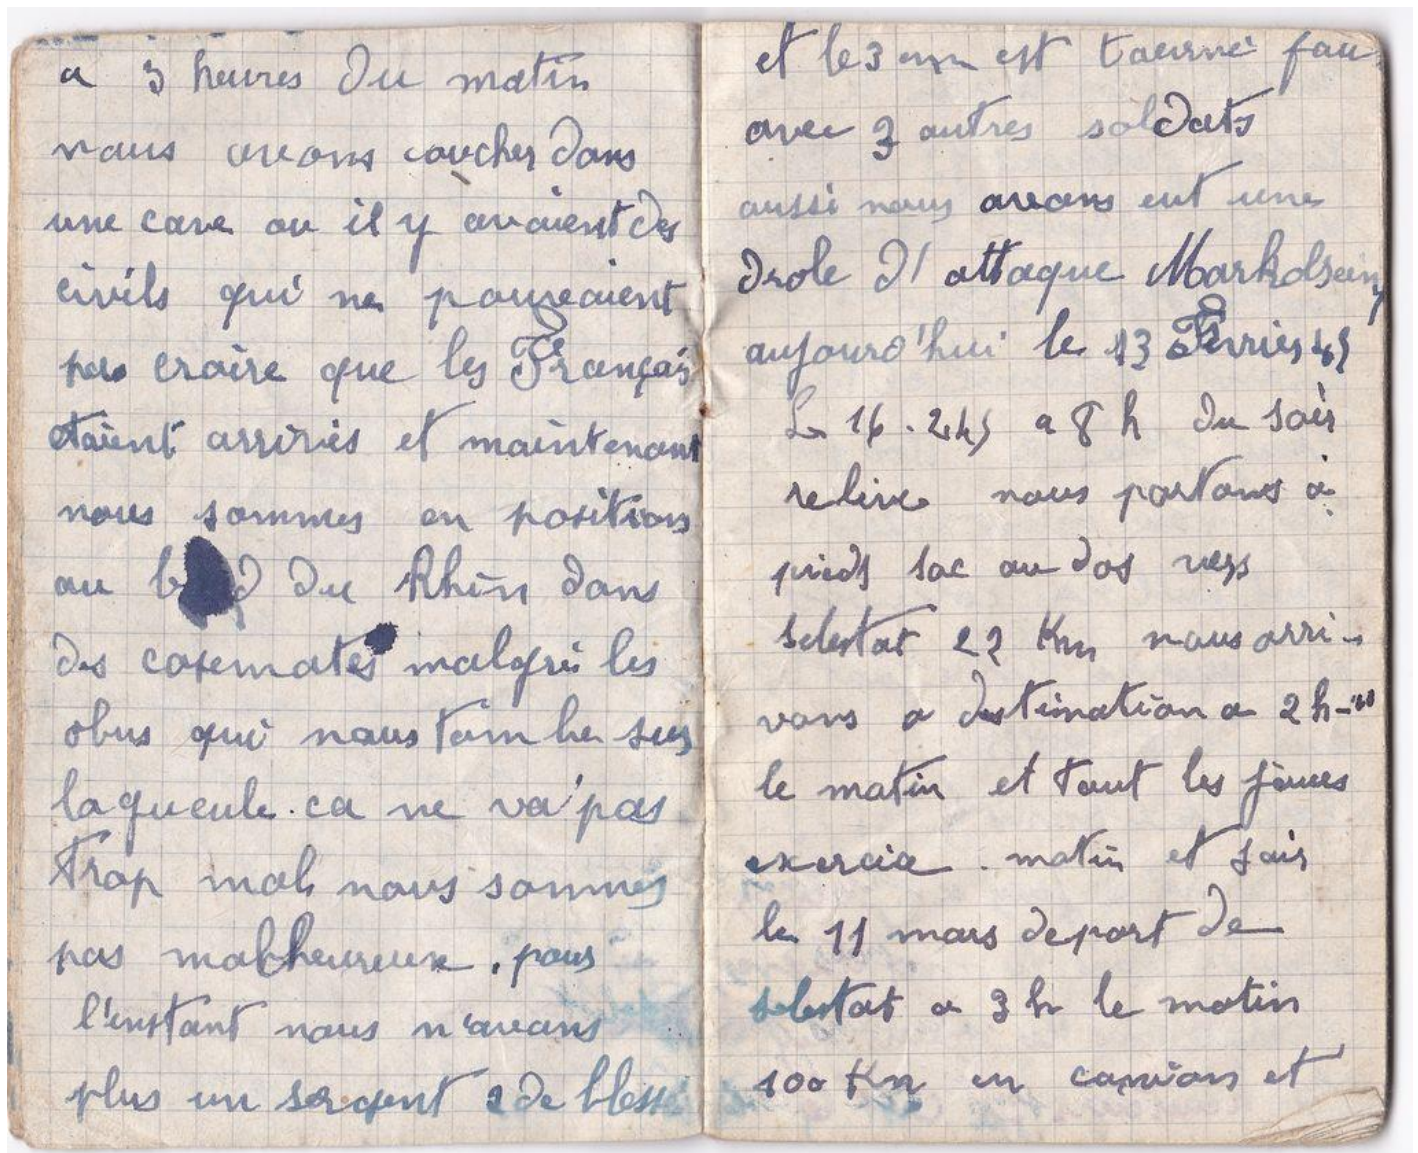 a 3 heures du matin
nous avons coucher dans
une cave ou il y avaient des
civils qui ne pouvaient
pas croire que les Français
étaient arrivés et maintenant
nous sommes en positions
au b d du Rhin dans
des casemates malgré les
obus qui nous tombe sur
la gueule. ca ne va pas
Trop mal nous sommes
pas malheureux. pour
l'instant nous n'avons
plus un sergent 2 de blessé
et le 3 em est tourné fou
avec 3 autres soldats
aussi nous avons eut une
drole d'attaque Markolsein
aujourd'hui le 13 Fevrier 45
Le 16.2.45 a 8 h du soir
relive nous partons à
pieds sac au dos vers
Selestat 22 Km nous arri-
vons a destination a 2 h
le matin et tout les jours
exercice. matin et soir
le 11 mars depart de
selestat a 3 h le matin
100 Km en camions et